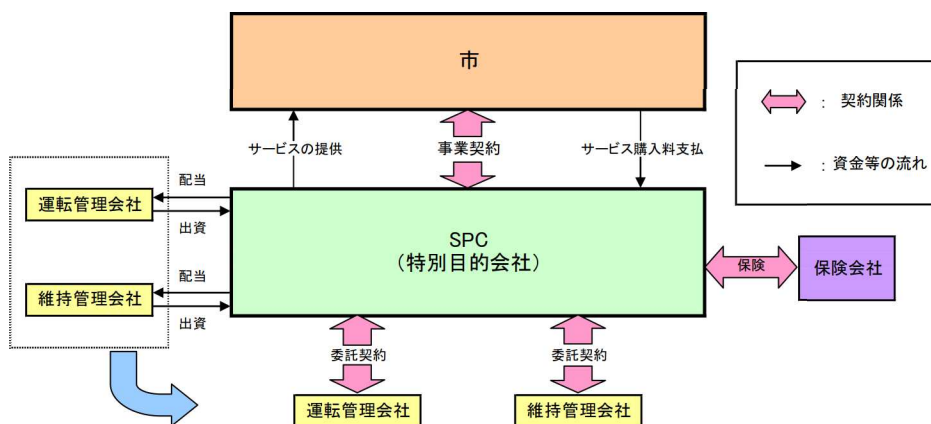 市
： 契約関係
： 資金等の流れ
サービスの提供
事業契約
サービス購入料支払
配当
運転管理会社
出資
配当
維持管理会社
出資
SPC
（特別目的会社）
保険
保険会社
委託契約
委託契約
運転管理会社
維持管理会社